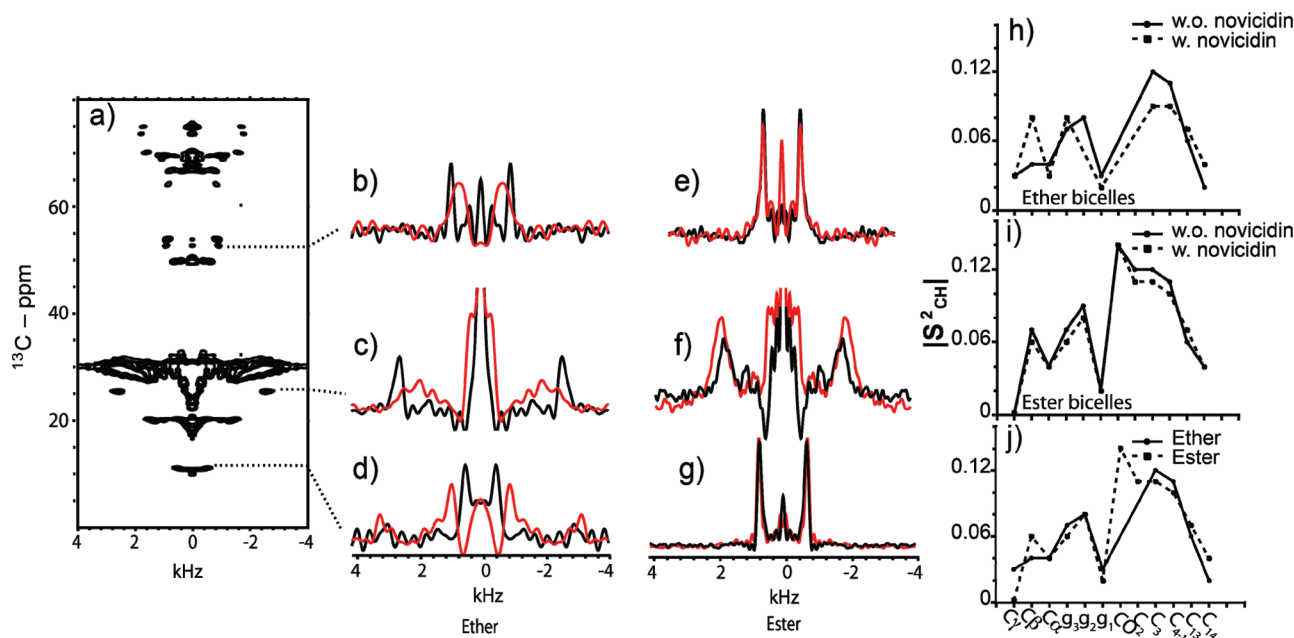 a)
¹³C – ppm
60
40
20
4 2 0 -2 -4
kHz
b)
c)
d)
4 2 0 -2 -4
kHz
Ether
e)
f)
g)
4 2 0 -2 -4
kHz
Ester
|S²CH|
h)
w.o. novicidin
w. novicidin
0.12
0.06
0
Ether bicelles
i)
w.o. novicidin
w. novicidin
0.12
0.06
0
Ester bicelles
j)
Ether
Ester
0.12
0.06
0
Cγ Cβ Cα g₃ g₂ g₁ CO C₂ C₃ C₁₃ C₁₄